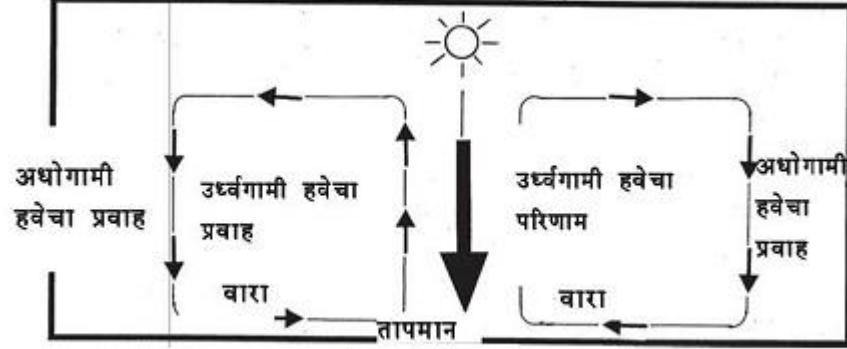 अधोगामी
हवेचा प्रवाह
उर्ध्वगामी हवेचा
प्रवाह
वारा
तापमान
उर्ध्वगामी हवेचा
परिणाम
वारा
अधोगामी
हवेचा
प्रवाह